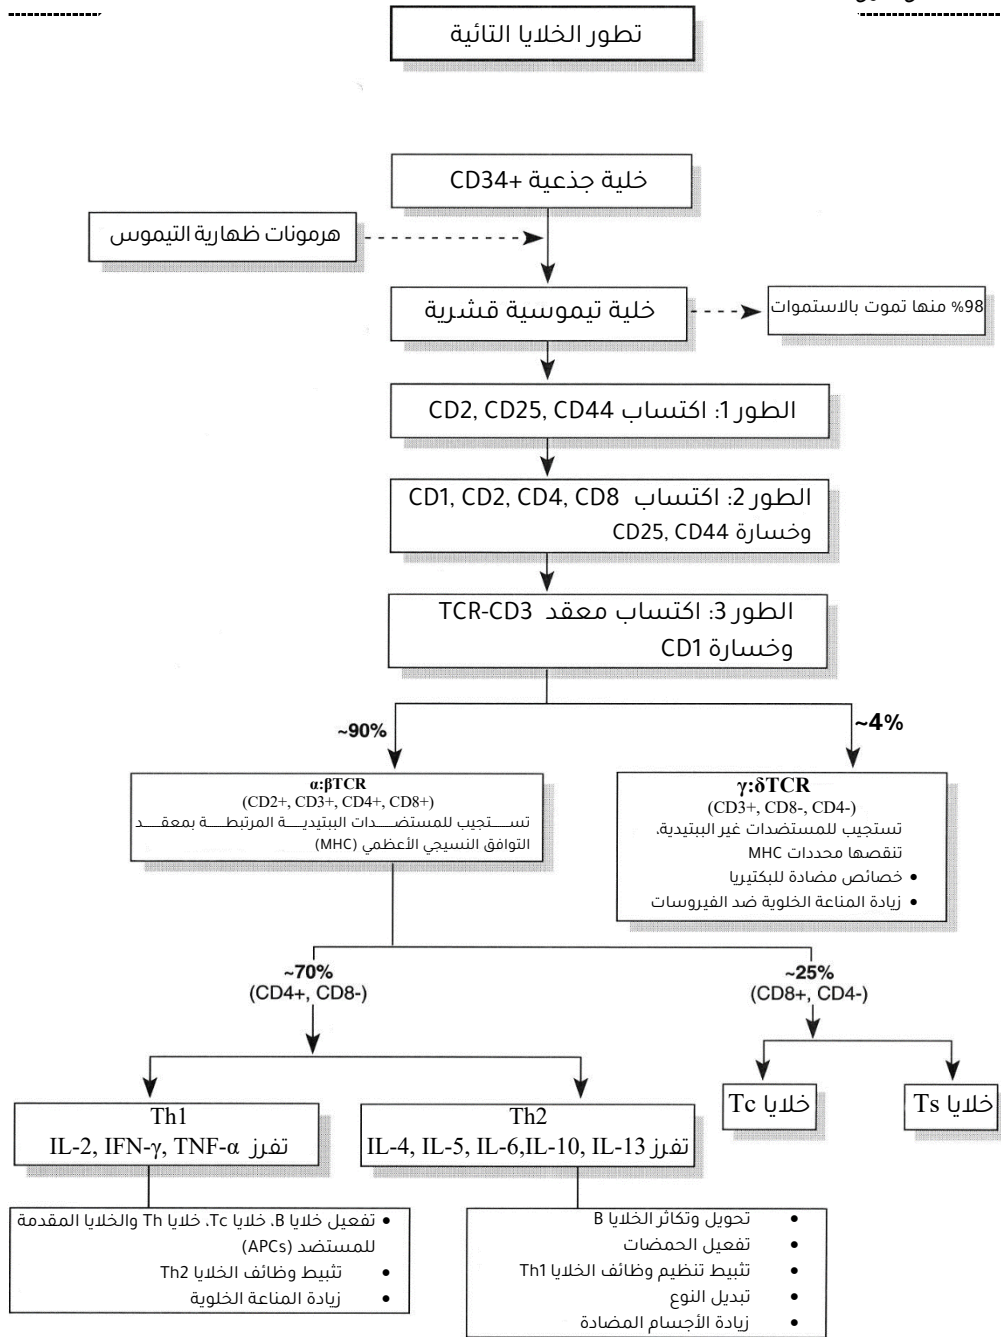 تطور الخلايا التائية
خلية جذعية CD34+
هرمونات ظهارية التيموس
خلية تيموسية قشرية
98% منها تموت بالاستموات
الطور 1: اكتساب CD2, CD25, CD44
الطور 2: اكتساب CD1, CD2, CD4, CD8
وخسارة CD25, CD44
الطور 3: اكتساب معقد TCR-CD3
وخسارة CD1
~90%
~4%
α:βTCR
(CD2+, CD3+, CD4+, CD8+)
تستجيب للمستضدات الببتيدية المرتبطة بمعقد
التوافق النسيجي الأعظمي (MHC)
γ:δTCR
(CD3+, CD8-, CD4-)
تستجيب للمستضدات غير الببتيدية،
تنقصها محددات MHC
• خصائص مضادة للبكتيريا
• زيادة المناعة الخلوية ضد الفيروسات
~70%
(CD4+, CD8-)
~25%
(CD8+, CD4-)
Th1
تفرز IL-2, IFN-γ, TNF-α
Th2
تفرز IL-4, IL-5, IL-6,IL-10, IL-13
خلايا Tc
خلايا Ts
• تفعيل خلايا B، خلايا Tc، خلايا Th والخلايا المقدمة
للمستضد (APCs)
• تثبيط وظائف الخلايا Th2
• زيادة المناعة الخلوية
• تحويل وتكاثر الخلايا B
• تفعيل الحمضات
• تثبيط تنظيم وظائف الخلايا Th1
• تبديل النوع
• زيادة الأجسام المضادة